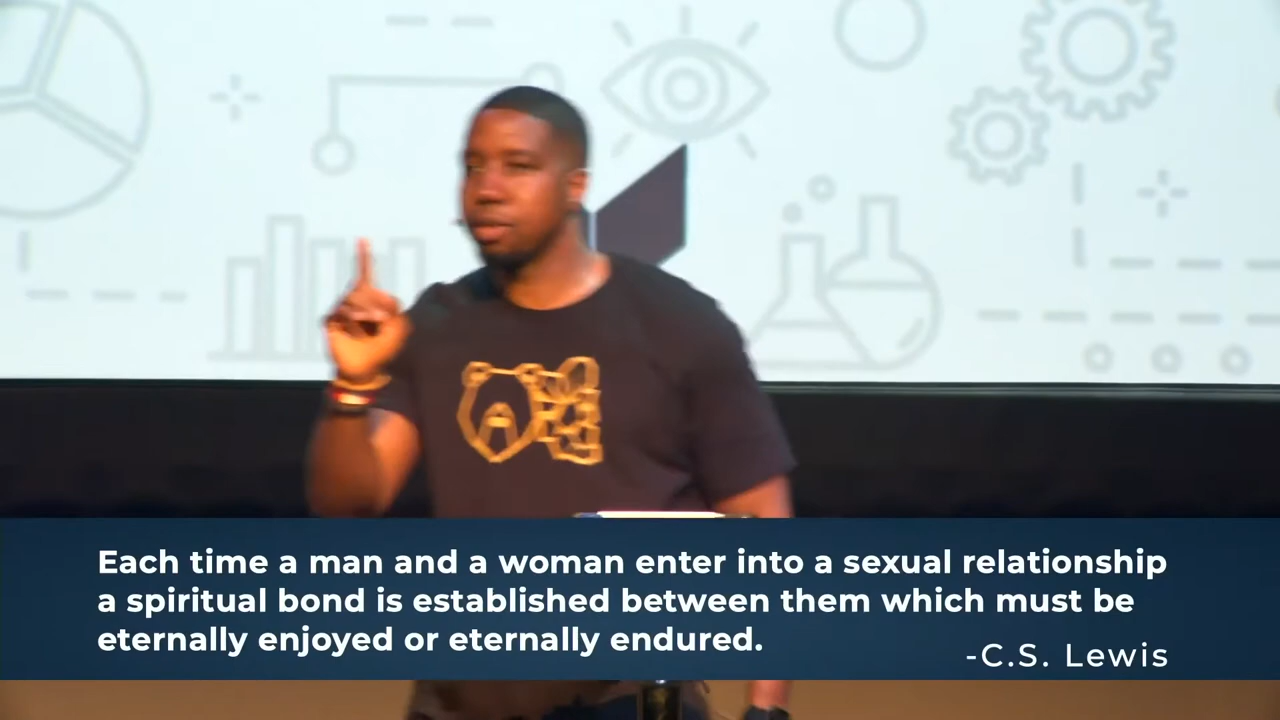 Each time a man and a woman enter into a sexual relationship
a spiritual bond is established between them which must be
eternally enjoyed or eternally endured.
-C.S. Lewis